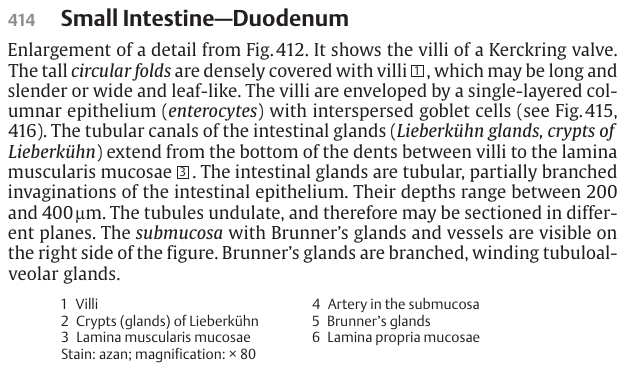 414 Small Intestine—Duodenum
Enlargement of a detail from Fig. 412. It shows the villi of a Kerckring valve.
The tall circular folds are densely covered with villi 1, which may be long and
slender or wide and leaf-like. The villi are enveloped by a single-layered col-
umnar epithelium (enterocytes) with interspersed goblet cells (see Fig. 415,
416). The tubular canals of the intestinal glands (Lieberkühn glands, crypts of
Lieberkühn) extend from the bottom of the dents between villi to the lamina
muscularis mucosae 3. The intestinal glands are tubular, partially branched
invaginations of the intestinal epithelium. Their depths range between 200
and 400 µm. The tubules undulate, and therefore may be sectioned in differ-
ent planes. The submucosa with Brunner's glands and vessels are visible on
the right side of the figure. Brunner's glands are branched, winding tubuloal-
veolar glands.
1 Villi
2 Crypts (glands) of Lieberkühn
3 Lamina muscularis mucosae
Stain: azan; magnification: × 80
4 Artery in the submucosa
5 Brunner's glands
6 Lamina propria mucosae